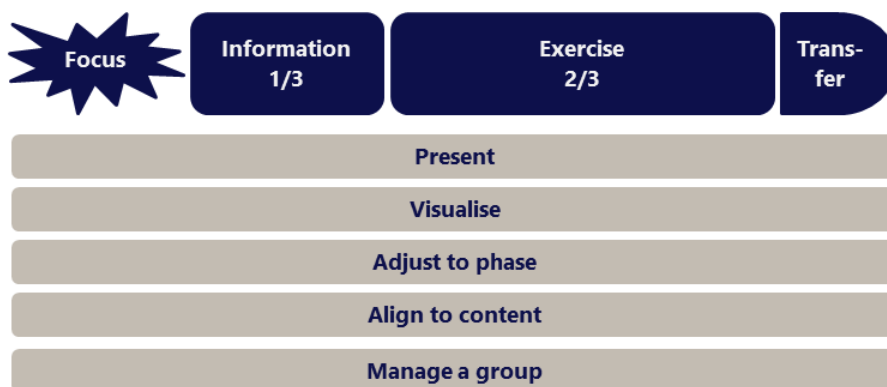 Focus
Information
1/3
Exercise
2/3
Trans-
fer
Present
Visualise
Adjust to phase
Align to content
Manage a group